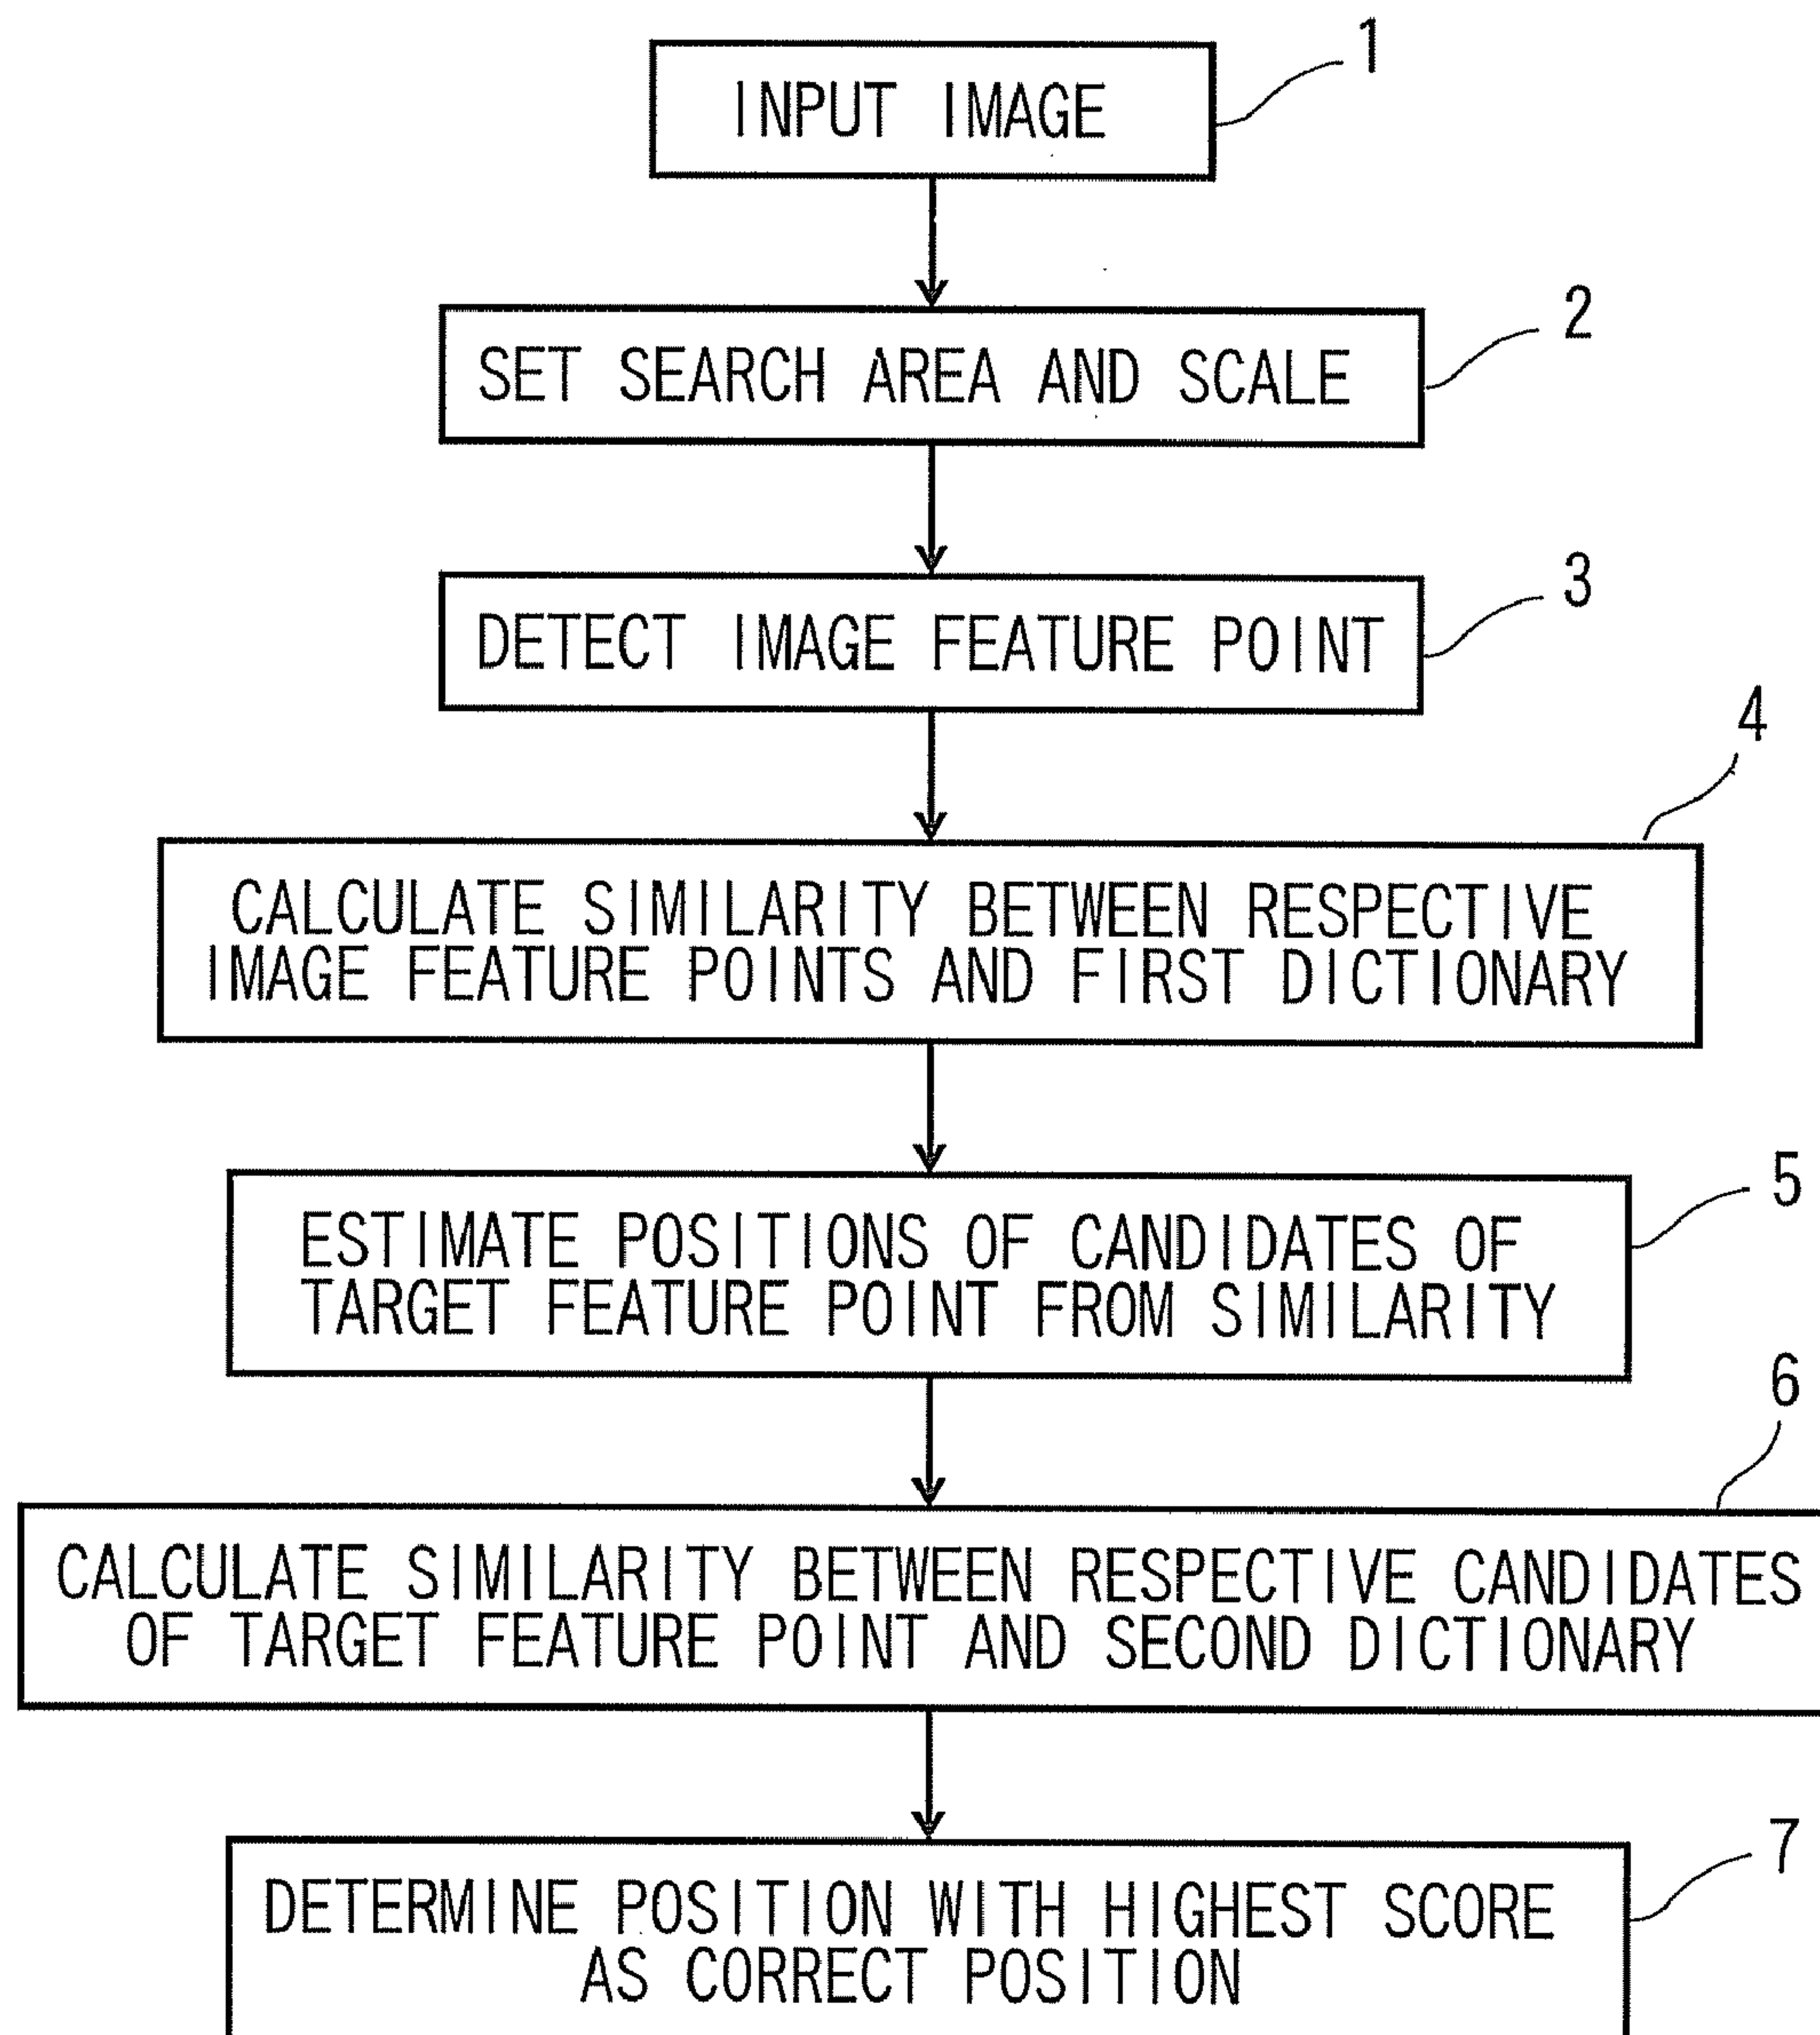 1
INPUT IMAGE
2
SET SEARCH AREA AND SCALE
3
DETECT IMAGE FEATURE POINT
4
CALCULATE SIMILARITY BETWEEN RESPECTIVE
IMAGE FEATURE POINTS AND FIRST DICTIONARY
5
ESTIMATE POSITIONS OF CANDIDATES OF
TARGET FEATURE POINT FROM SIMILARITY
6
CALCULATE SIMILARITY BETWEEN RESPECTIVE CANDIDATES
OF TARGET FEATURE POINT AND SECOND DICTIONARY
7
DETERMINE POSITION WITH HIGHEST SCORE
AS CORRECT POSITION